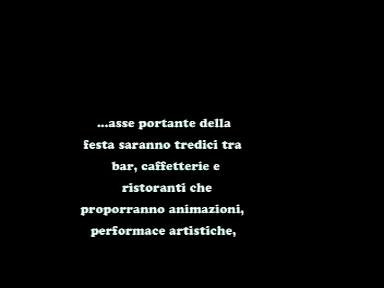 ...asse portante della
festa saranno tredici tra
bar, caffetterie e
ristoranti che
proporranno animazioni,
performace artistiche,